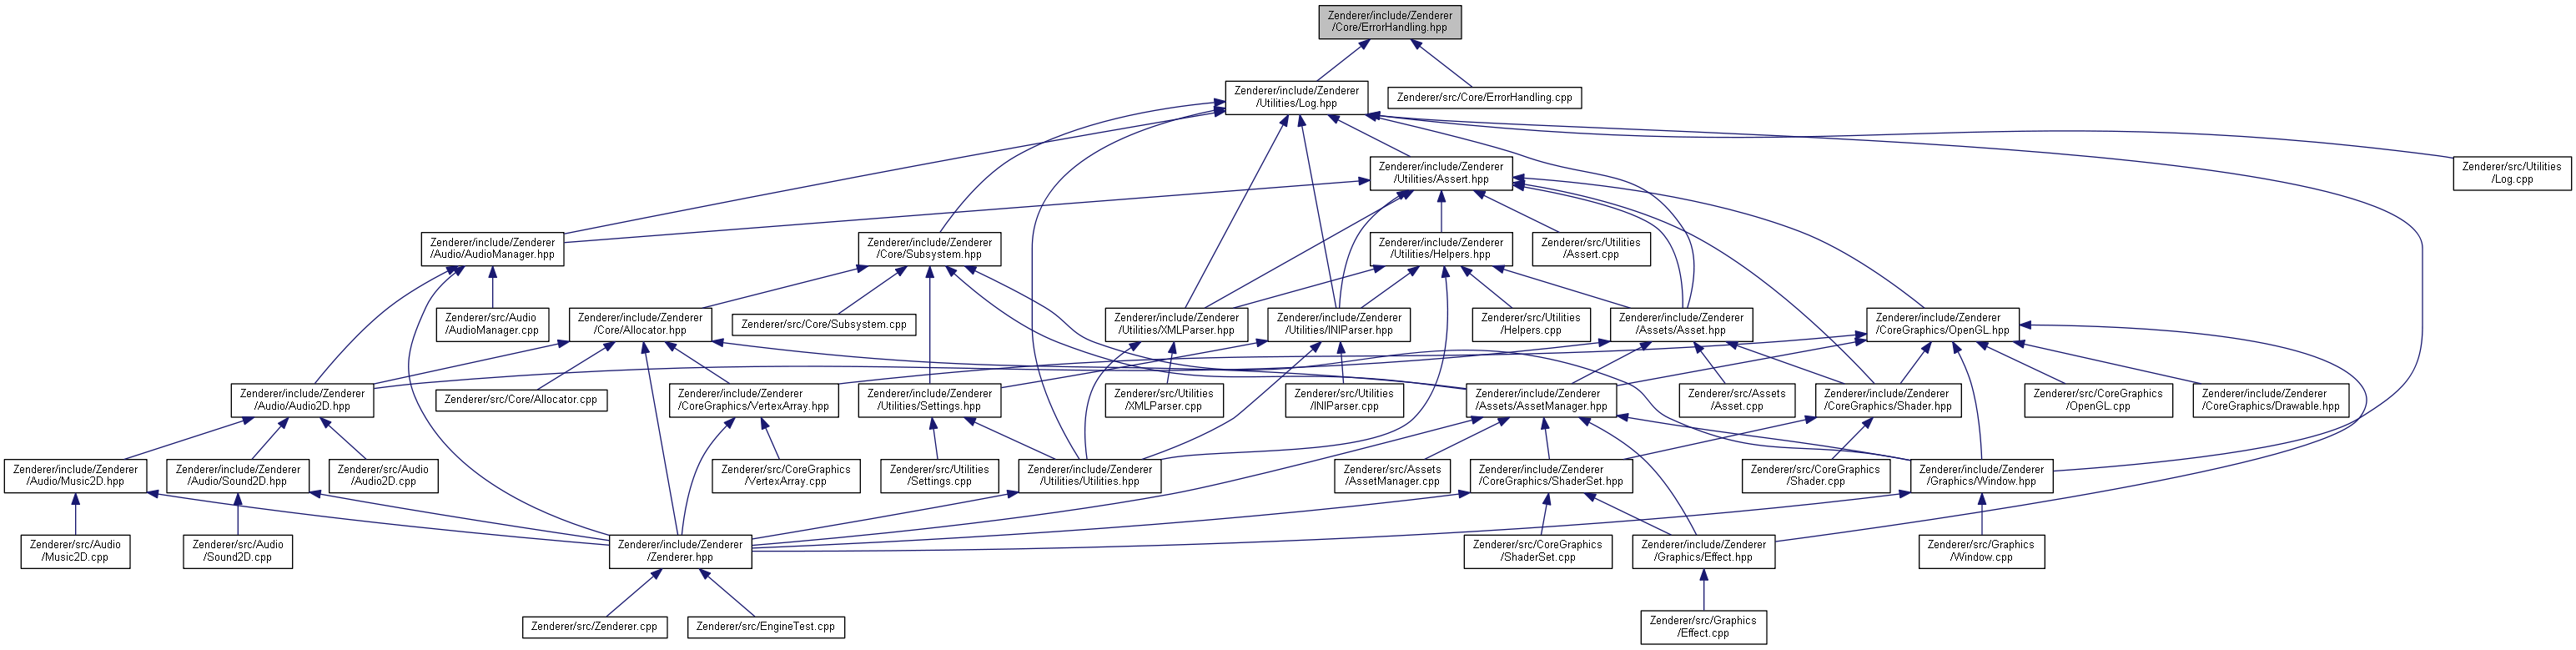 Zenderer/include/Zenderer
/Core/ErrorHandling.hpp
Zenderer/include/Zenderer
/Utilities/Log.hpp
Zenderer/src/Core/ErrorHandling.cpp
Zenderer/include/Zenderer
/Utilities/Assert.hpp
Zenderer/src/Utilities
/Log.cpp
Zenderer/include/Zenderer
/Audio/AudioManager.hpp
Zenderer/include/Zenderer
/Core/Subsystem.hpp
Zenderer/include/Zenderer
/Utilities/Helpers.hpp
Zenderer/src/Utilities
/Assert.cpp
Zenderer/src/Audio
/AudioManager.cpp
Zenderer/include/Zenderer
/Core/Allocator.hpp
Zenderer/src/Core/Subsystem.cpp
Zenderer/include/Zenderer
/Utilities/XMLParser.hpp
Zenderer/include/Zenderer
/Utilities/INIParser.hpp
Zenderer/src/Utilities
/Helpers.cpp
Zenderer/include/Zenderer
/Assets/Asset.hpp
Zenderer/include/Zenderer
/CoreGraphics/OpenGL.hpp
Zenderer/include/Zenderer
/Audio/Audio2D.hpp
Zenderer/src/Core/Allocator.cpp
Zenderer/include/Zenderer
/CoreGraphics/VertexArray.hpp
Zenderer/include/Zenderer
/Utilities/Settings.hpp
Zenderer/src/Utilities
/XMLParser.cpp
Zenderer/src/Utilities
/INIParser.cpp
Zenderer/include/Zenderer
/Assets/AssetManager.hpp
Zenderer/src/Assets
/Asset.cpp
Zenderer/include/Zenderer
/CoreGraphics/Shader.hpp
Zenderer/src/CoreGraphics
/OpenGL.cpp
Zenderer/include/Zenderer
/CoreGraphics/Drawable.hpp
Zenderer/include/Zenderer
/Audio/Music2D.hpp
Zenderer/include/Zenderer
/Audio/Sound2D.hpp
Zenderer/src/Audio
/Audio2D.cpp
Zenderer/src/CoreGraphics
/VertexArray.cpp
Zenderer/src/Utilities
/Settings.cpp
Zenderer/include/Zenderer
/Utilities/Utilities.hpp
Zenderer/src/Assets
/AssetManager.cpp
Zenderer/include/Zenderer
/CoreGraphics/ShaderSet.hpp
Zenderer/src/CoreGraphics
/Shader.cpp
Zenderer/include/Zenderer
/Graphics/Window.hpp
Zenderer/src/Audio
/Music2D.cpp
Zenderer/src/Audio
/Sound2D.cpp
Zenderer/include/Zenderer
/Zenderer.hpp
Zenderer/src/CoreGraphics
/ShaderSet.cpp
Zenderer/include/Zenderer
/Graphics/Effect.hpp
Zenderer/src/Graphics
/Window.cpp
Zenderer/src/Zenderer.cpp
Zenderer/src/EngineTest.cpp
Zenderer/src/Graphics
/Effect.cpp